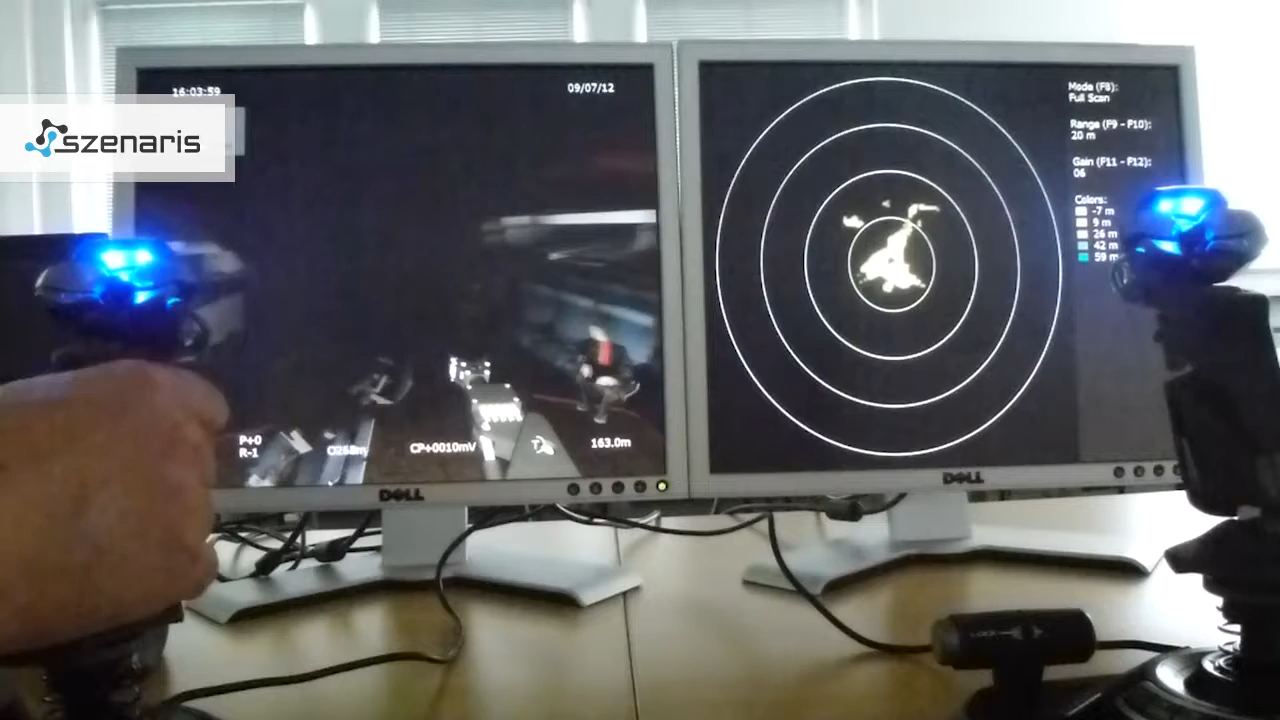 16:03:59
09/07/12
szenaris
P+0
R-1
CP+0010mV
163.0m
DELL
Mode (F8):
Full Scan
Range (F9 - F10):
20 m
Gain (F11 - F12):
06
Colors:
-7 m
9 m
26 m
42 m
59 m
DELL
LOCK